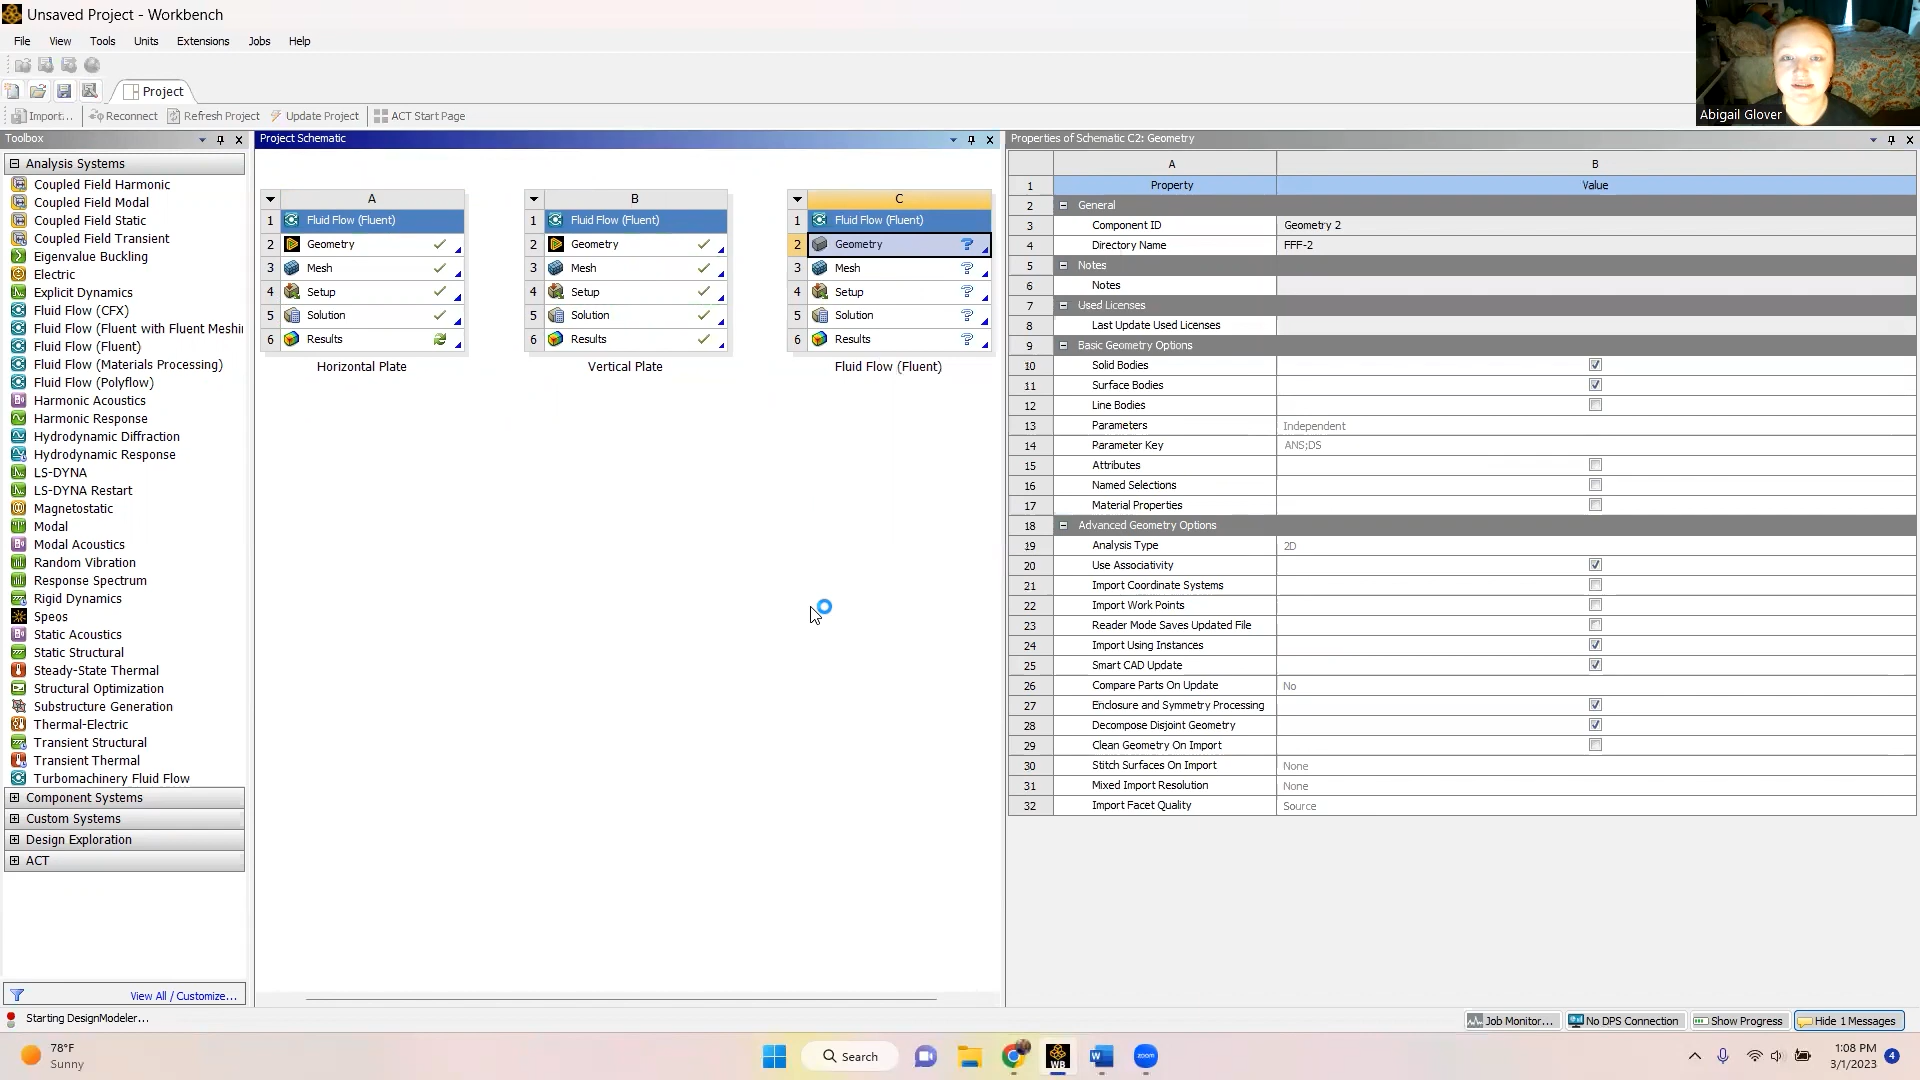 Unsaved Project - Workbench
File View Tools Units Extensions Jobs Help
Project
Import... Reconnect Refresh Project Update Project ACT Start Page
Abigail Glover
Toolbox
Analysis Systems
Coupled Field Harmonic
Coupled Field Modal
Coupled Field Static
Coupled Field Transient
Eigenvalue Buckling
Electric
Explicit Dynamics
Fluid Flow (CFX)
Fluid Flow (Fluent with Fluent Meshi
Fluid Flow (Fluent)
Fluid Flow (Materials Processing)
Fluid Flow (Polyflow)
Harmonic Acoustics
Harmonic Response
Hydrodynamic Diffraction
Hydrodynamic Response
LS-DYNA
LS-DYNA Restart
Magnetostatic
Modal
Modal Acoustics
Random Vibration
Response Spectrum
Rigid Dynamics
Speos
Static Acoustics
Static Structural
Steady-State Thermal
Structural Optimization
Substructure Generation
Thermal-Electric
Transient Structural
Transient Thermal
Turbomachinery Fluid Flow
Component Systems
Custom Systems
Design Exploration
ACT
View All / Customize...
Project Schematic
A
1 Fluid Flow (Fluent)
2 Geometry
3 Mesh
4 Setup
5 Solution
6 Results
Horizontal Plate
B
1 Fluid Flow (Fluent)
2 Geometry
3 Mesh
4 Setup
5 Solution
6 Results
Vertical Plate
C
1 Fluid Flow (Fluent)
2 Geometry ?
3 Mesh ?
4 Setup ?
5 Solution ?
6 Results ?
Fluid Flow (Fluent)
Properties of Schematic C2: Geometry
A B
1 Property Value
2 General
3 Component ID Geometry 2
4 Directory Name FFF-2
5 Notes
6 Notes
7 Used Licenses
8 Last Update Used Licenses
9 Basic Geometry Options
10 Solid Bodies
11 Surface Bodies
12 Line Bodies
13 Parameters Independent
14 Parameter Key ANS;DS
15 Attributes
16 Named Selections
17 Material Properties
18 Advanced Geometry Options
19 Analysis Type 2D
20 Use Associativity
21 Import Coordinate Systems
22 Import Work Points
23 Reader Mode Saves Updated File
24 Import Using Instances
25 Smart CAD Update
26 Compare Parts On Update No
27 Enclosure and Symmetry Processing
28 Decompose Disjoint Geometry
29 Clean Geometry On Import
30 Stitch Surfaces On Import None
31 Mixed Import Resolution None
32 Import Facet Quality Source
Starting DesignModeler...
Job Monitor... No DPS Connection Show Progress Hide 1 Messages
78°F
Sunny
Search
WB
zoom
1:08 PM
3/1/2023
4